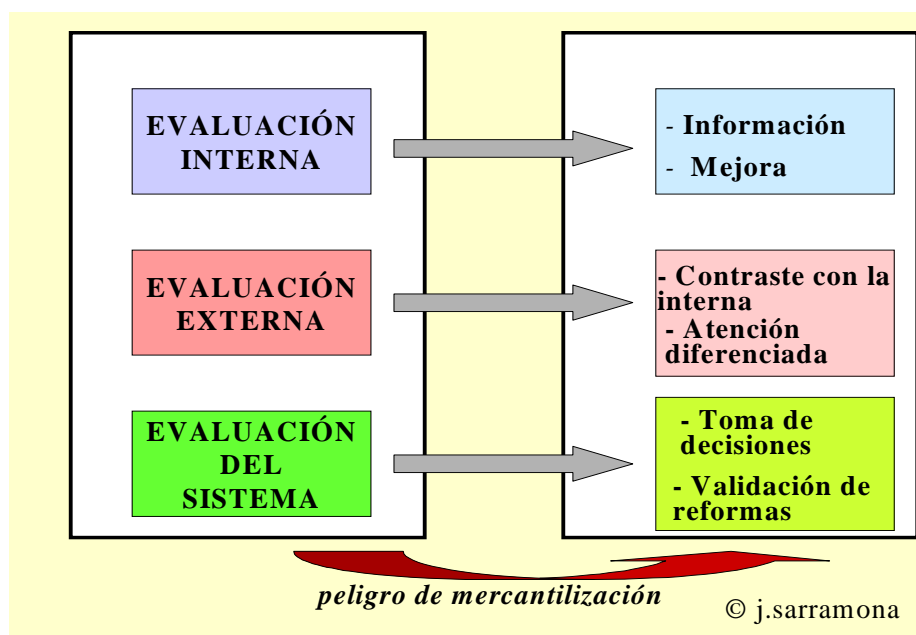 EVALUACIÓN
INTERNA
- Información
- Mejora
EVALUACIÓN
EXTERNA
- Contraste con la
interna
- Atención
diferenciada
EVALUACIÓN
DEL
SISTEMA
- Toma de
decisiones
- Validación de
reformas
peligro de mercantilización
© j.sarramona